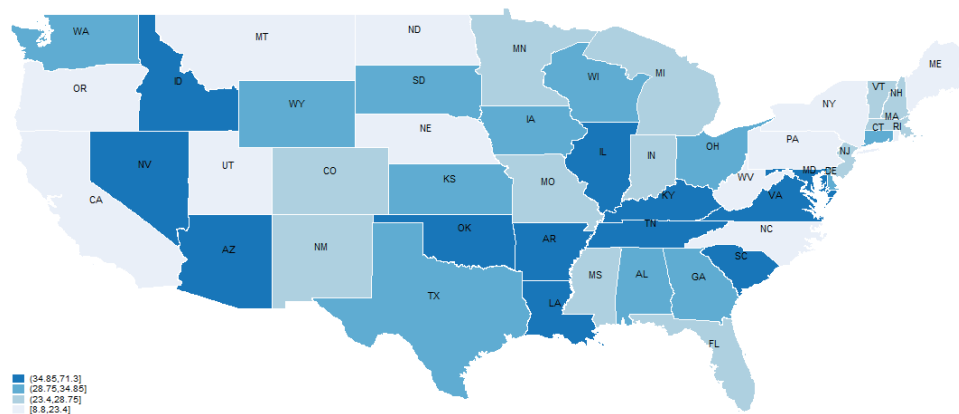 WA
MT
ND
MN
ME
OR
ID
SD
WI
MI
VT
NH
WY
NY
MA
IA
CT
RI
NE
PA
NJ
NV
UT
IL
IN
OH
CO
MO
WV
MD
DE
KS
KY
VA
CA
TN
NC
OK
AR
AZ
NM
SC
MS
AL
GA
TX
LA
FL
(34.85,71.3]
(28.75,34.85]
(23.4,28.75]
[8.8,23.4]